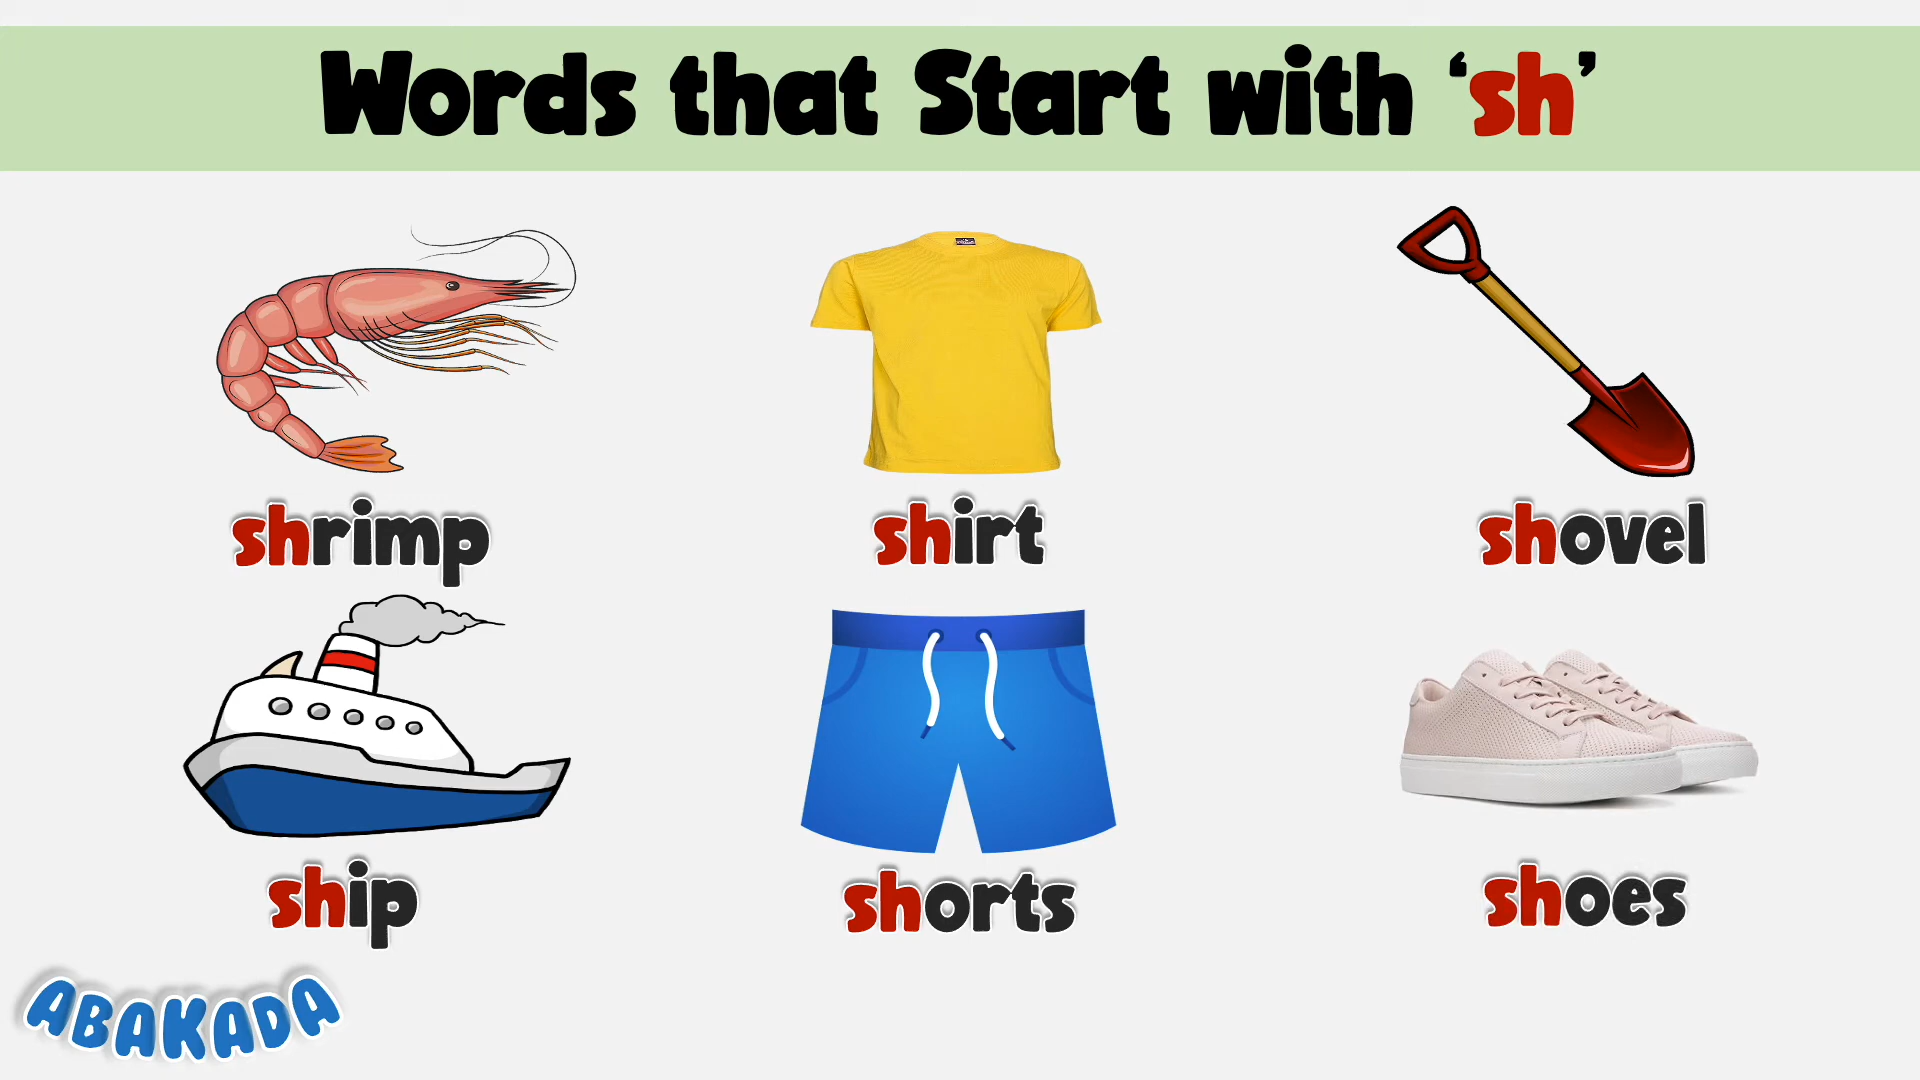 Words that Start with ‘sh’
shrimp
shirt
shovel
ship
shorts
shoes
ABAKADA